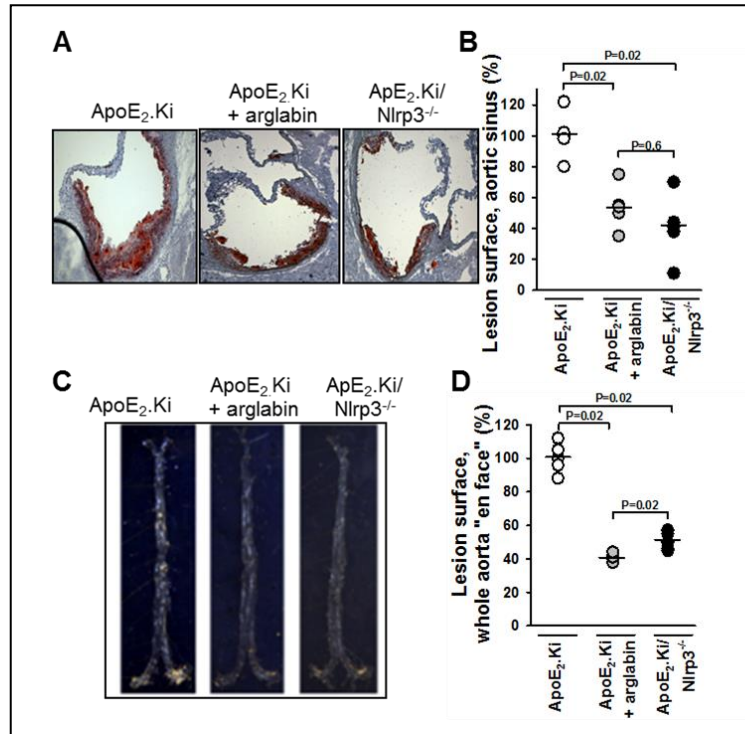 A
ApoE2.Ki
ApoE2.Ki
+ arglabin
ApE2.Ki/
Nlrp3-/-
B
Lesion surface, aortic sinus (%)
P=0.02
P=0.02
P=0.6
120
100
80
60
40
20
0
ApoE2.Ki
ApoE2.Ki
+ arglabin
ApoE2.Ki/
Nlrp3-/-
C
ApoE2.Ki
ApoE2.Ki
+ arglabin
ApE2.Ki/
Nlrp3-/-
D
Lesion surface,
whole aorta "en face" (%)
P=0.02
P=0.02
P=0.02
120
100
80
60
40
20
0
ApoE2.Ki
ApoE2.Ki
+ arglabin
ApoE2.Ki/
Nlrp3-/-